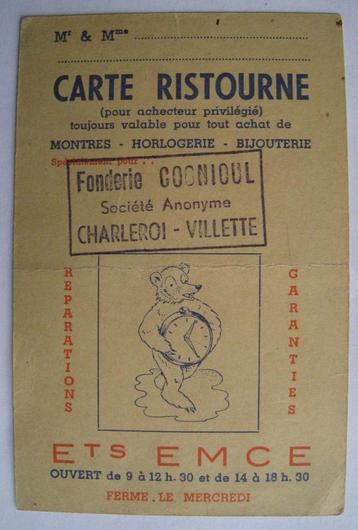 Mr & Mme
CARTE RISTOURNE
(pour achecteur privilégié)
toujours valable pour tout achat de
MONTRES - HORLOGERIE - BIJOUTERIE
Spécialement pour . .
Fonderie COGNIOUL
Société Anonyme
CHARLEROI - VILLETTE
REPARATIONS
GARANTIES
ETS EMCE
OUVERT de 9 à 12 h. 30 et de 14 à 18 h. 30
FERME LE MERCREDI